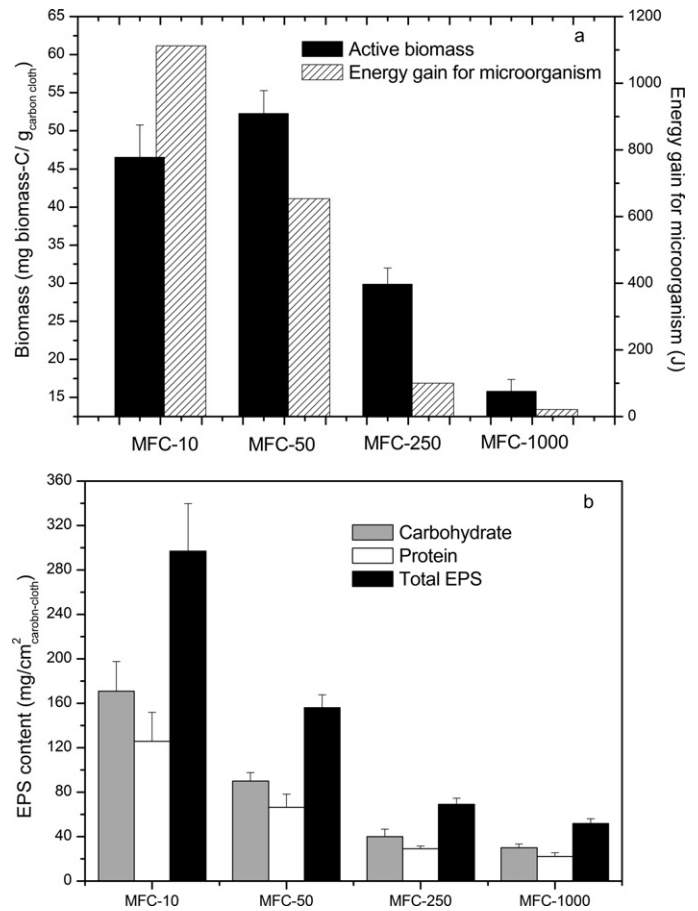 a
Active biomass
Energy gain for microorganism
Biomass (mg biomass-C/ g carbon cloth)
65
60
55
50
45
40
35
30
25
20
15
Energy gain for microorganism (J)
1200
1000
800
600
400
200
0
MFC-10 MFC-50 MFC-250 MFC-1000
b
Carbohydrate
Protein
Total EPS
EPS content (mg/cm2 carobn-cloth)
360
320
280
240
200
160
120
80
40
0
MFC-10 MFC-50 MFC-250 MFC-1000